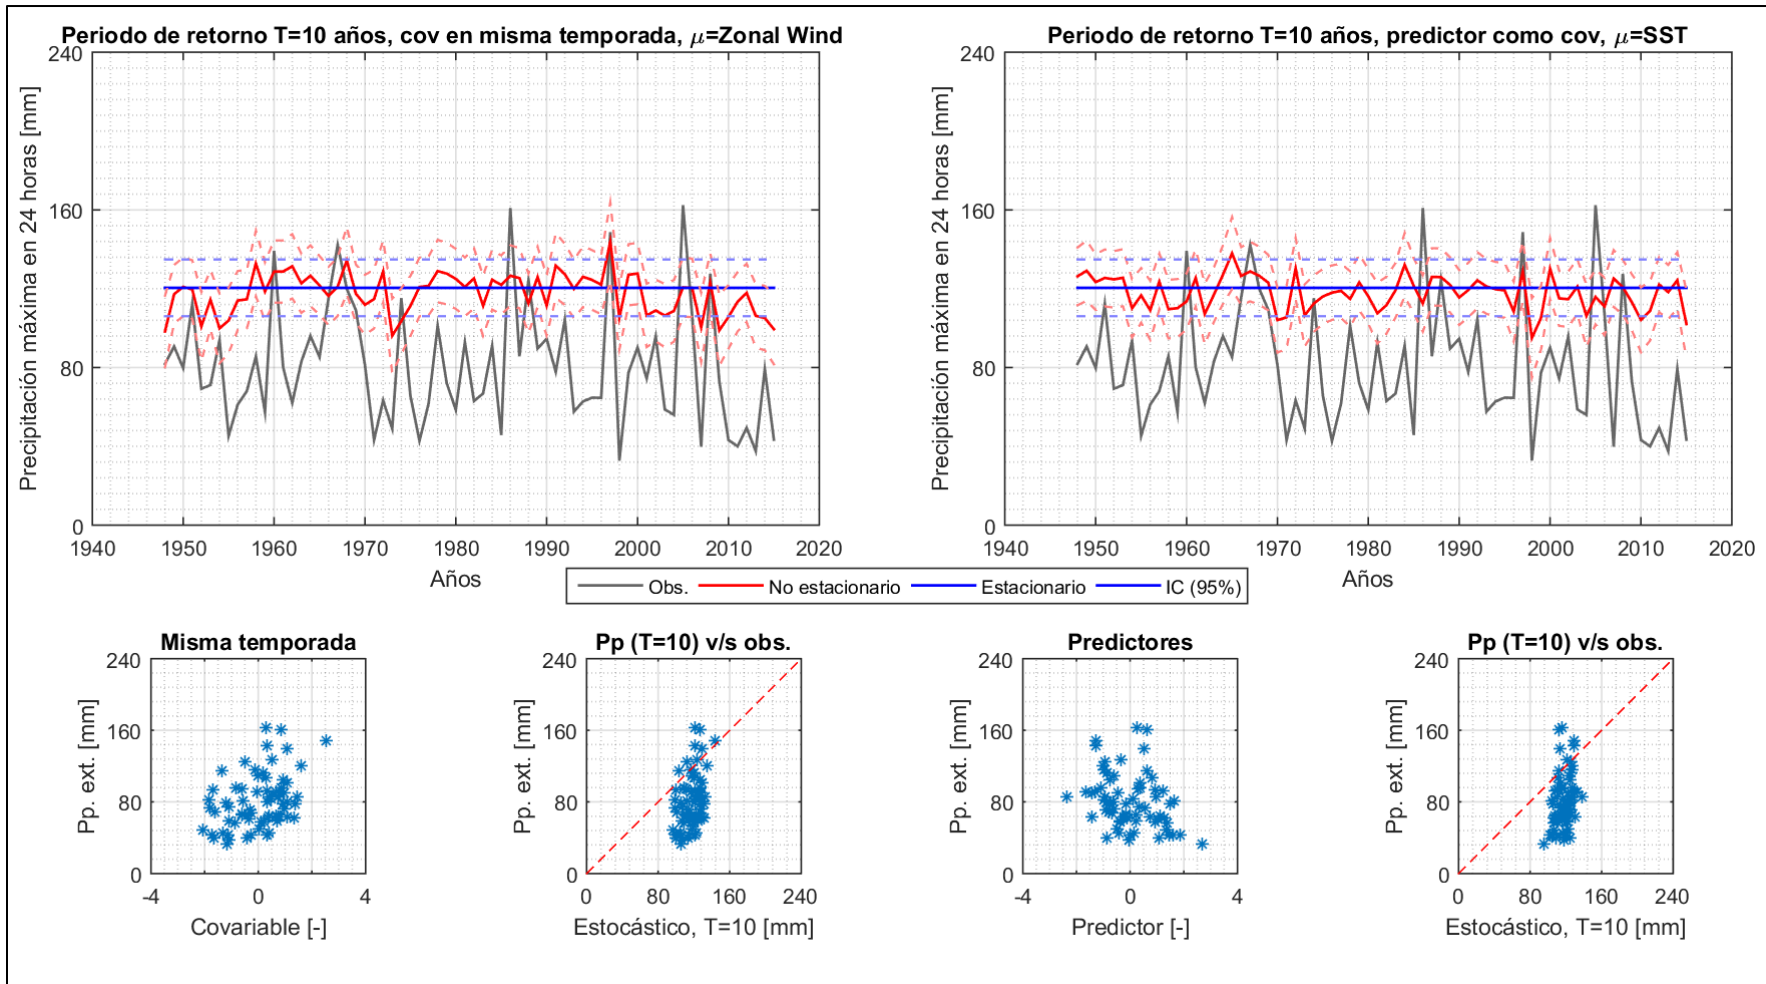 Periodo de retorno T=10 años, cov en misma temporada, μ=Zonal Wind
Precipitación máxima en 24 horas [mm]
240
160
80
0
1940 1950 1960 1970 1980 1990 2000 2010 2020
Años
Periodo de retorno T=10 años, predictor como cov, μ=SST
Precipitación máxima en 24 horas [mm]
240
160
80
0
1940 1950 1960 1970 1980 1990 2000 2010 2020
Años
Obs. No estacionario Estacionario IC (95%)
Misma temporada
Pp. ext. [mm]
240
160
80
0
-4 0 4
Covariable [-]
Pp (T=10) v/s obs.
Pp. ext. [mm]
240
160
80
0
0 80 160 240
Estocástico, T=10 [mm]
Predictores
Pp. ext. [mm]
240
160
80
0
-4 0 4
Predictor [-]
Pp (T=10) v/s obs.
Pp. ext. [mm]
240
160
80
0
0 80 160 240
Estocástico, T=10 [mm]